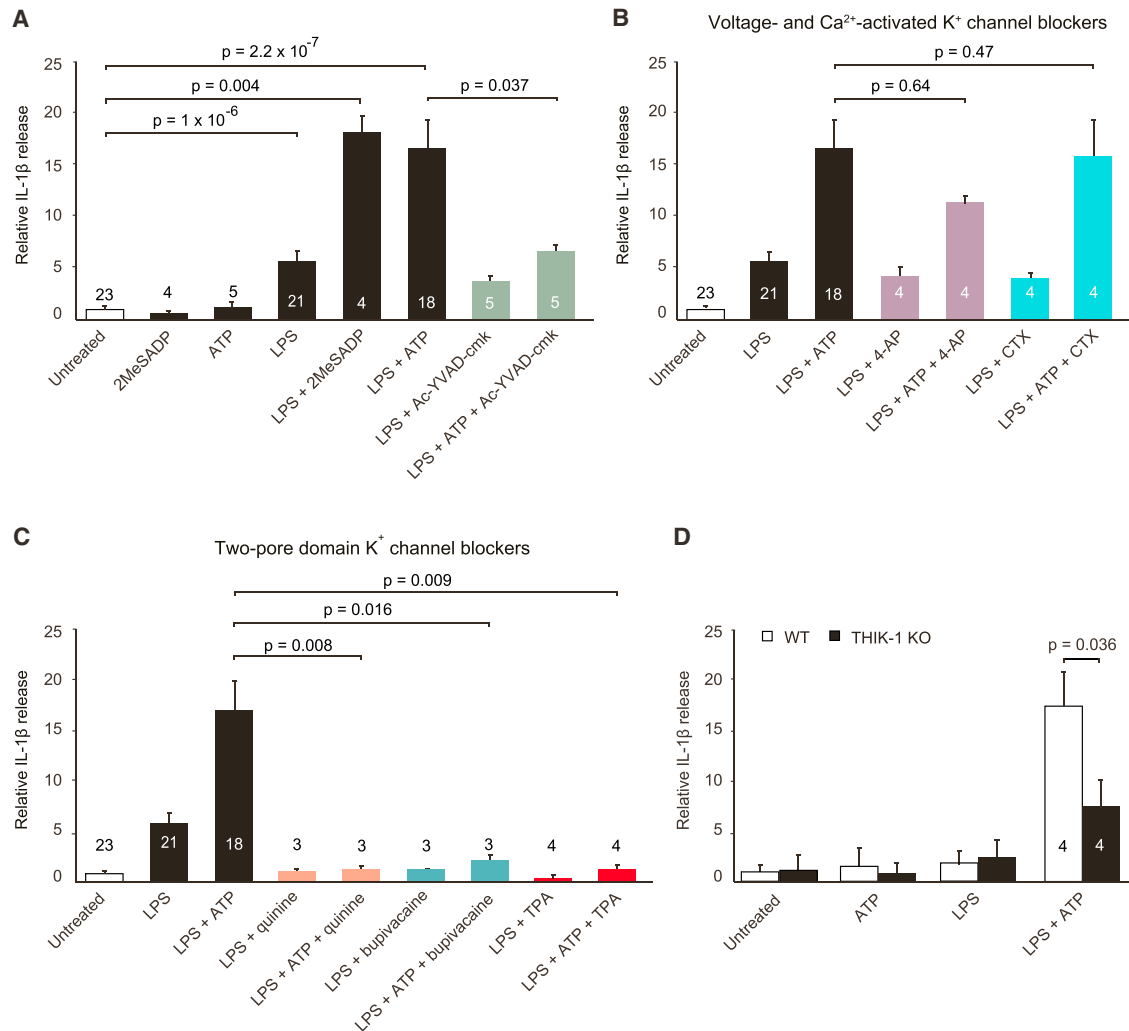 A
p = 2.2 x 10-7
p = 0.004
p = 0.037
p = 1 x 10-6
Relative IL-1β release
25
20
15
10
5
0
23
4
5
21
4
18
5
5
Untreated
2MeSADP
ATP
LPS
LPS + 2MeSADP
LPS + ATP
LPS + Ac-YVAD-cmk
LPS + ATP + Ac-YVAD-cmk
B
Voltage- and Ca2+-activated K+ channel blockers
p = 0.47
p = 0.64
Relative IL-1β release
25
20
15
10
5
0
23
21
18
4
4
4
4
Untreated
LPS
LPS + ATP
LPS + 4-AP
LPS + ATP + 4-AP
LPS + CTX
LPS + ATP + CTX
C
Two-pore domain K+ channel blockers
p = 0.009
p = 0.016
p = 0.008
Relative IL-1β release
25
20
15
10
5
0
23
21
18
3
3
3
3
4
4
Untreated
LPS
LPS + ATP
LPS + quinine
LPS + ATP + quinine
LPS + bupivacaine
LPS + ATP + bupivacaine
LPS + TPA
LPS + ATP + TPA
D
WT
THIK-1 KO
p = 0.036
Relative IL-1β release
25
20
15
10
5
0
4
4
Untreated
ATP
LPS
LPS + ATP